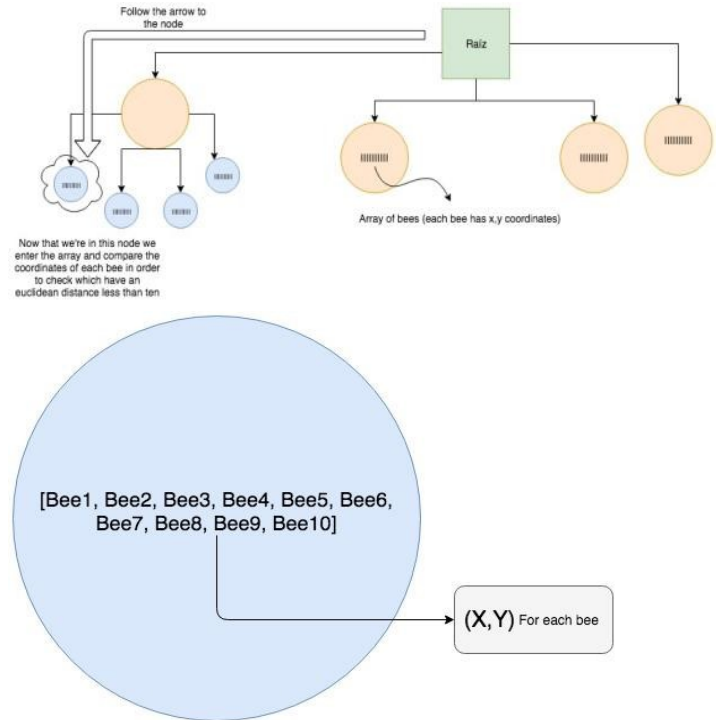 Follow the arrow to
the node
Raíz
Array of bees (each bee has x,y coordinates)
Now that we're in this node we
enter the array and compare the
coordinates of each bee in order
to check which have an
euclidean distance less than ten
[Bee1, Bee2, Bee3, Bee4, Bee5, Bee6,
Bee7, Bee8, Bee9, Bee10]
(X,Y) For each bee